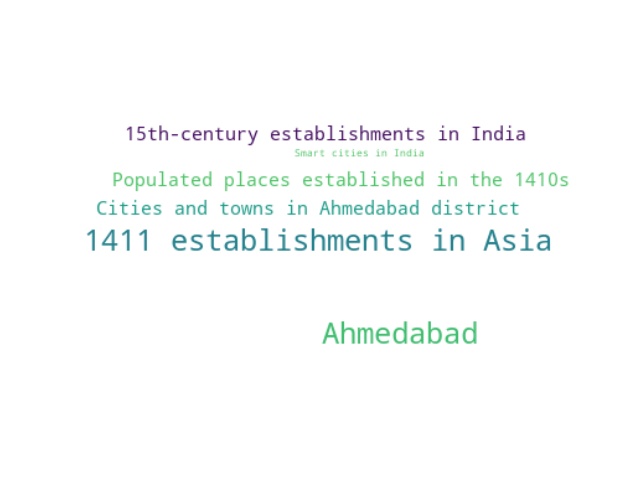 15th-century establishments in India
Smart cities in India
Populated places established in the 1410s
Cities and towns in Ahmedabad district
1411 establishments in Asia
Ahmedabad